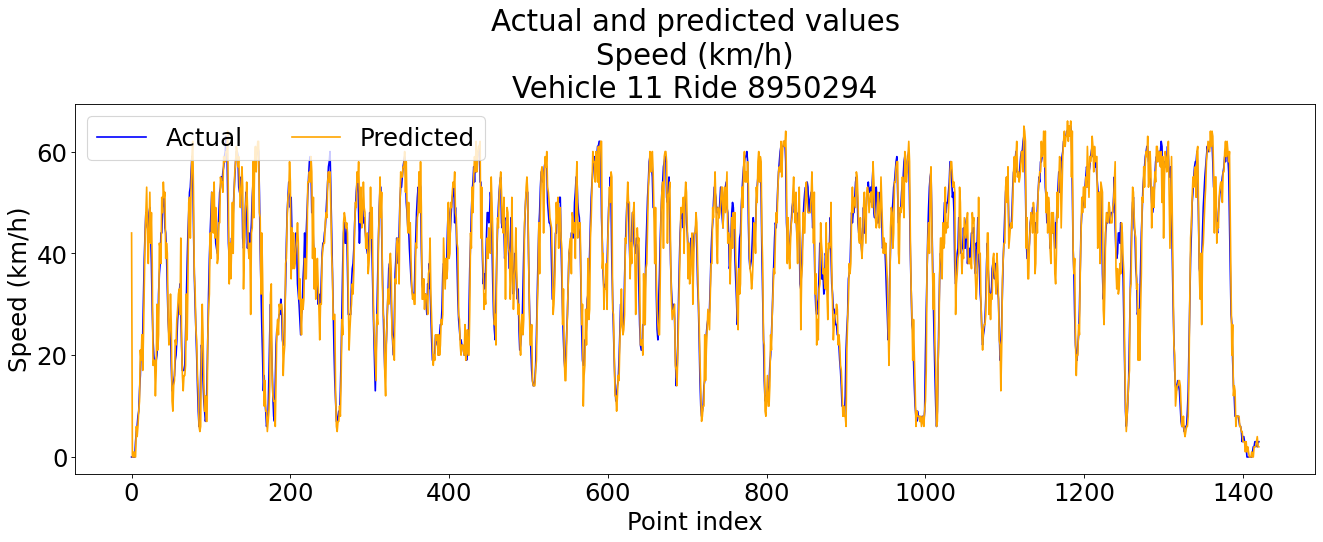 Actual and predicted values
Speed (km/h)
Vehicle 11 Ride 8950294
Actual
Predicted
Speed (km/h)
60
40
20
0
0 200 400 600 800 1000 1200 1400
Point index